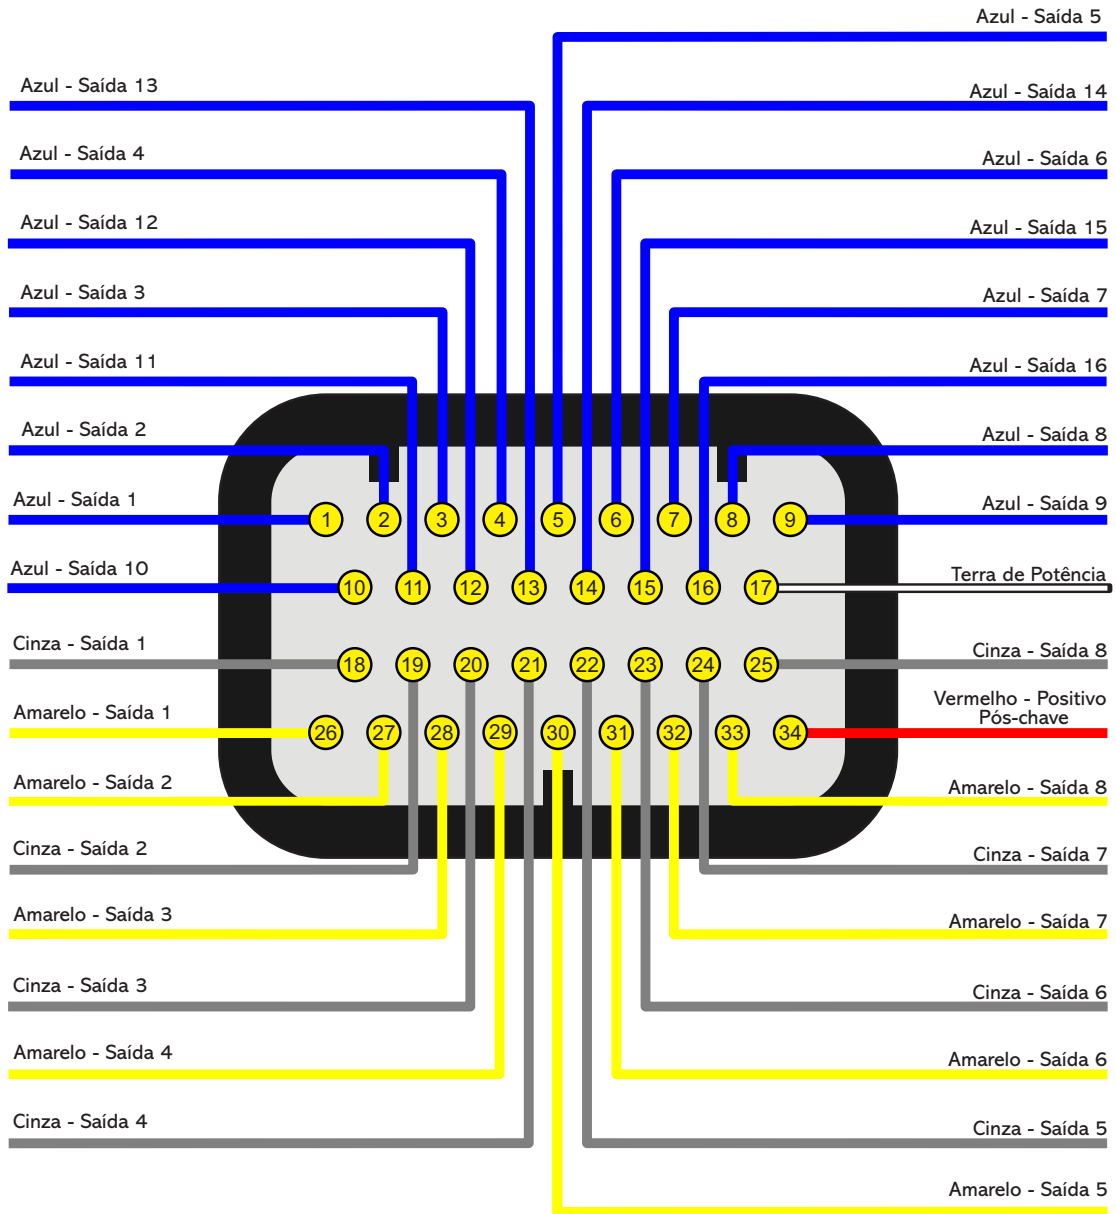 Azul - Saída 5
Azul - Saída 13
Azul - Saída 14
Azul - Saída 4
Azul - Saída 6
Azul - Saída 12
Azul - Saída 15
Azul - Saída 3
Azul - Saída 7
Azul - Saída 11
Azul - Saída 16
Azul - Saída 2
Azul - Saída 8
Azul - Saída 1
Azul - Saída 9
1 2 3 4 5 6 7 8 9
Azul - Saída 10
Terra de Potência
10 11 12 13 14 15 16 17
Cinza - Saída 1
Cinza - Saída 8
18 19 20 21 22 23 24 25
Amarelo - Saída 1
Vermelho - Positivo
Pós-chave
26 27 28 29 30 31 32 33 34
Amarelo - Saída 2
Amarelo - Saída 8
Cinza - Saída 2
Cinza - Saída 7
Amarelo - Saída 3
Amarelo - Saída 7
Cinza - Saída 3
Cinza - Saída 6
Amarelo - Saída 4
Amarelo - Saída 6
Cinza - Saída 4
Cinza - Saída 5
Amarelo - Saída 5